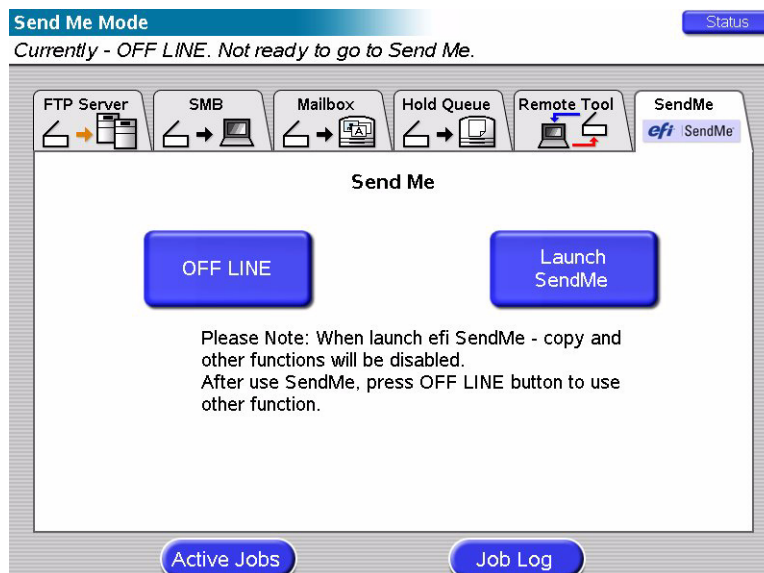 Send Me Mode
Status
Currently - OFF LINE. Not ready to go to Send Me.
FTP Server
SMB
Mailbox
Hold Queue
Remote Tool
SendMe
A
efi SendMe
Send Me
OFF LINE
Launch
SendMe
Please Note: When launch efi SendMe - copy and
other functions will be disabled.
After use SendMe, press OFF LINE button to use
other function.
Active Jobs
Job Log